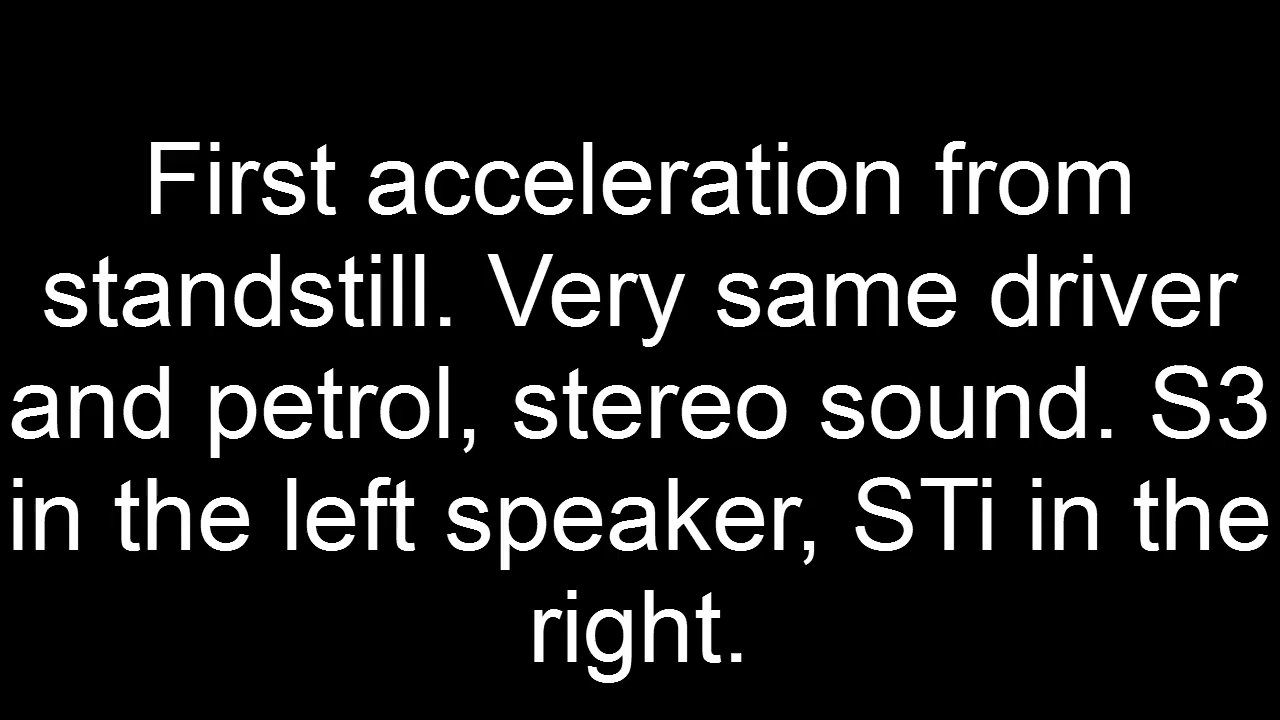 First acceleration from
standstill. Very same driver
and petrol, stereo sound. S3
in the left speaker, STi in the
right.